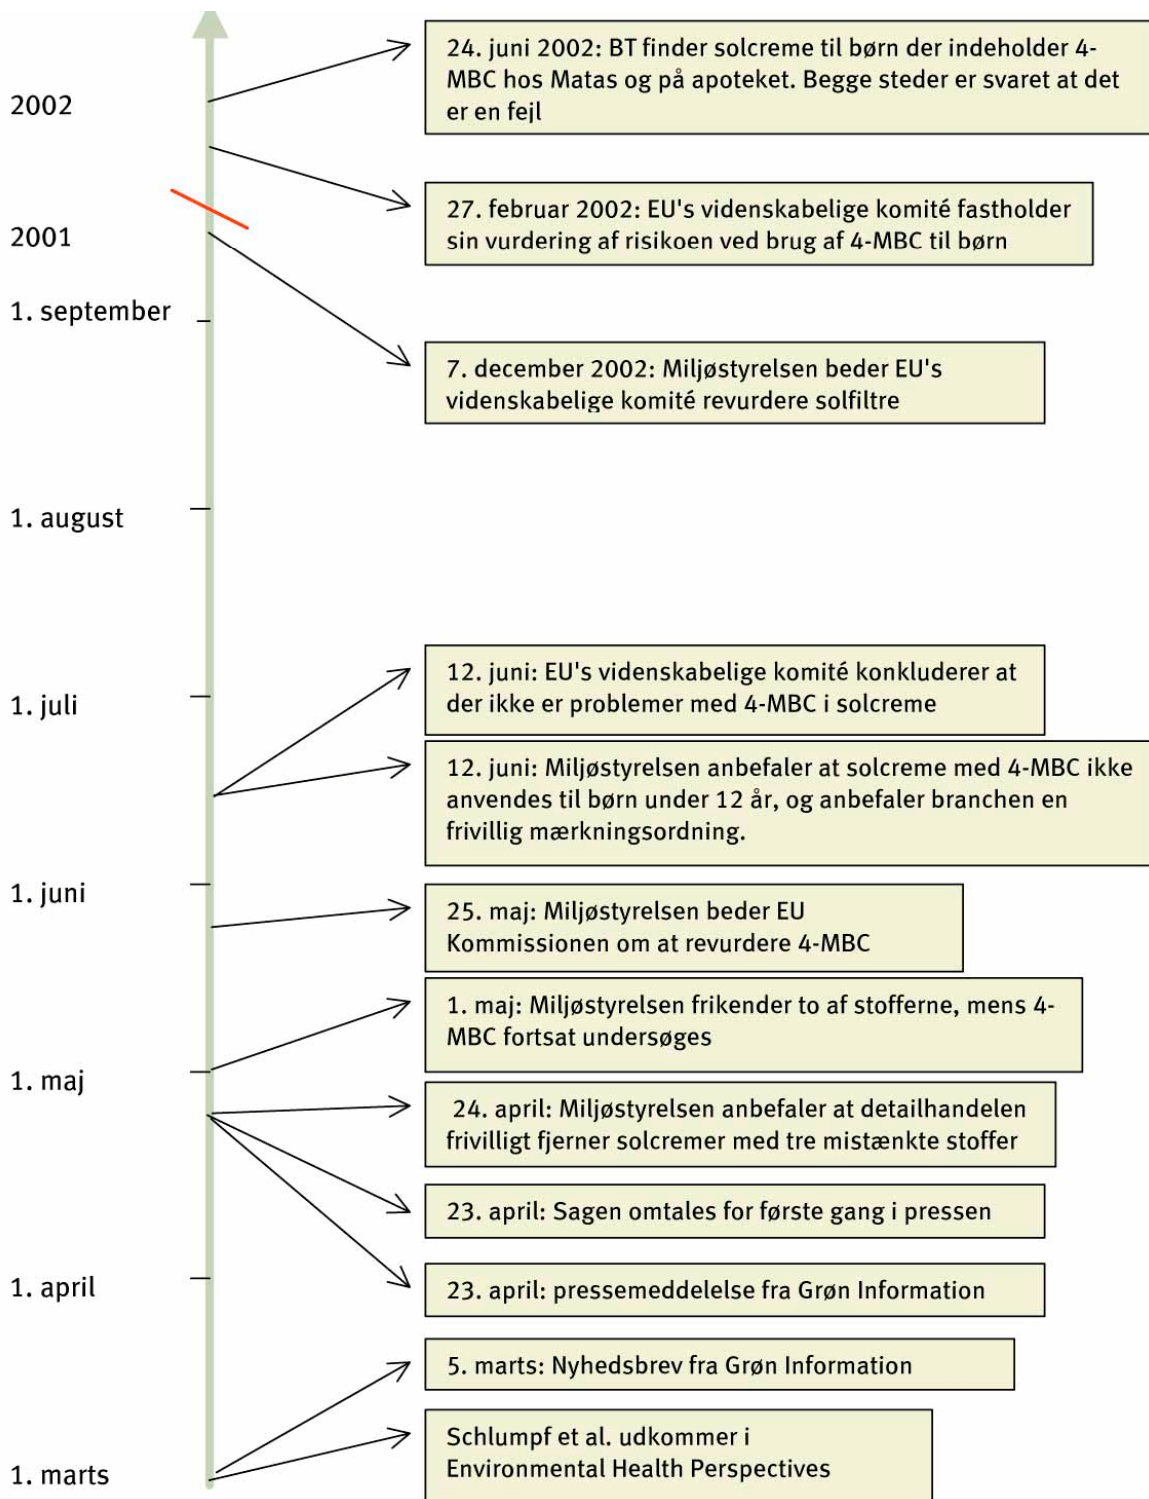 2002
24. juni 2002: BT finder solcreme til børn der indeholder 4-
MBC hos Matas og på apoteket. Begge steder er svaret at det
er en fejl
27. februar 2002: EU's videnskabelige komité fastholder
sin vurdering af risikoen ved brug af 4-MBC til børn
2001
1. september
7. december 2002: Miljøstyrelsen beder EU's
videnskabelige komité revurdere solfiltre
1. august
12. juni: EU's videnskabelige komité konkluderer at
der ikke er problemer med 4-MBC i solcreme
1. juli
12. juni: Miljøstyrelsen anbefaler at solcreme med 4-MBC ikke
anvendes til børn under 12 år, og anbefaler branchen en
frivillig mærkningsordning.
1. juni
25. maj: Miljøstyrelsen beder EU
Kommissionen om at revurdere 4-MBC
1. maj: Miljøstyrelsen frikender to af stofferne, mens 4-
MBC fortsat undersøges
1. maj
24. april: Miljøstyrelsen anbefaler at detailhandelen
frivilligt fjerner solcremer med tre mistænkte stoffer
23. april: Sagen omtales for første gang i pressen
1. april
23. april: pressemeddelelse fra Grøn Information
5. marts: Nyhedsbrev fra Grøn Information
Schlumpf et al. udkommer i
Environmental Health Perspectives
1. marts